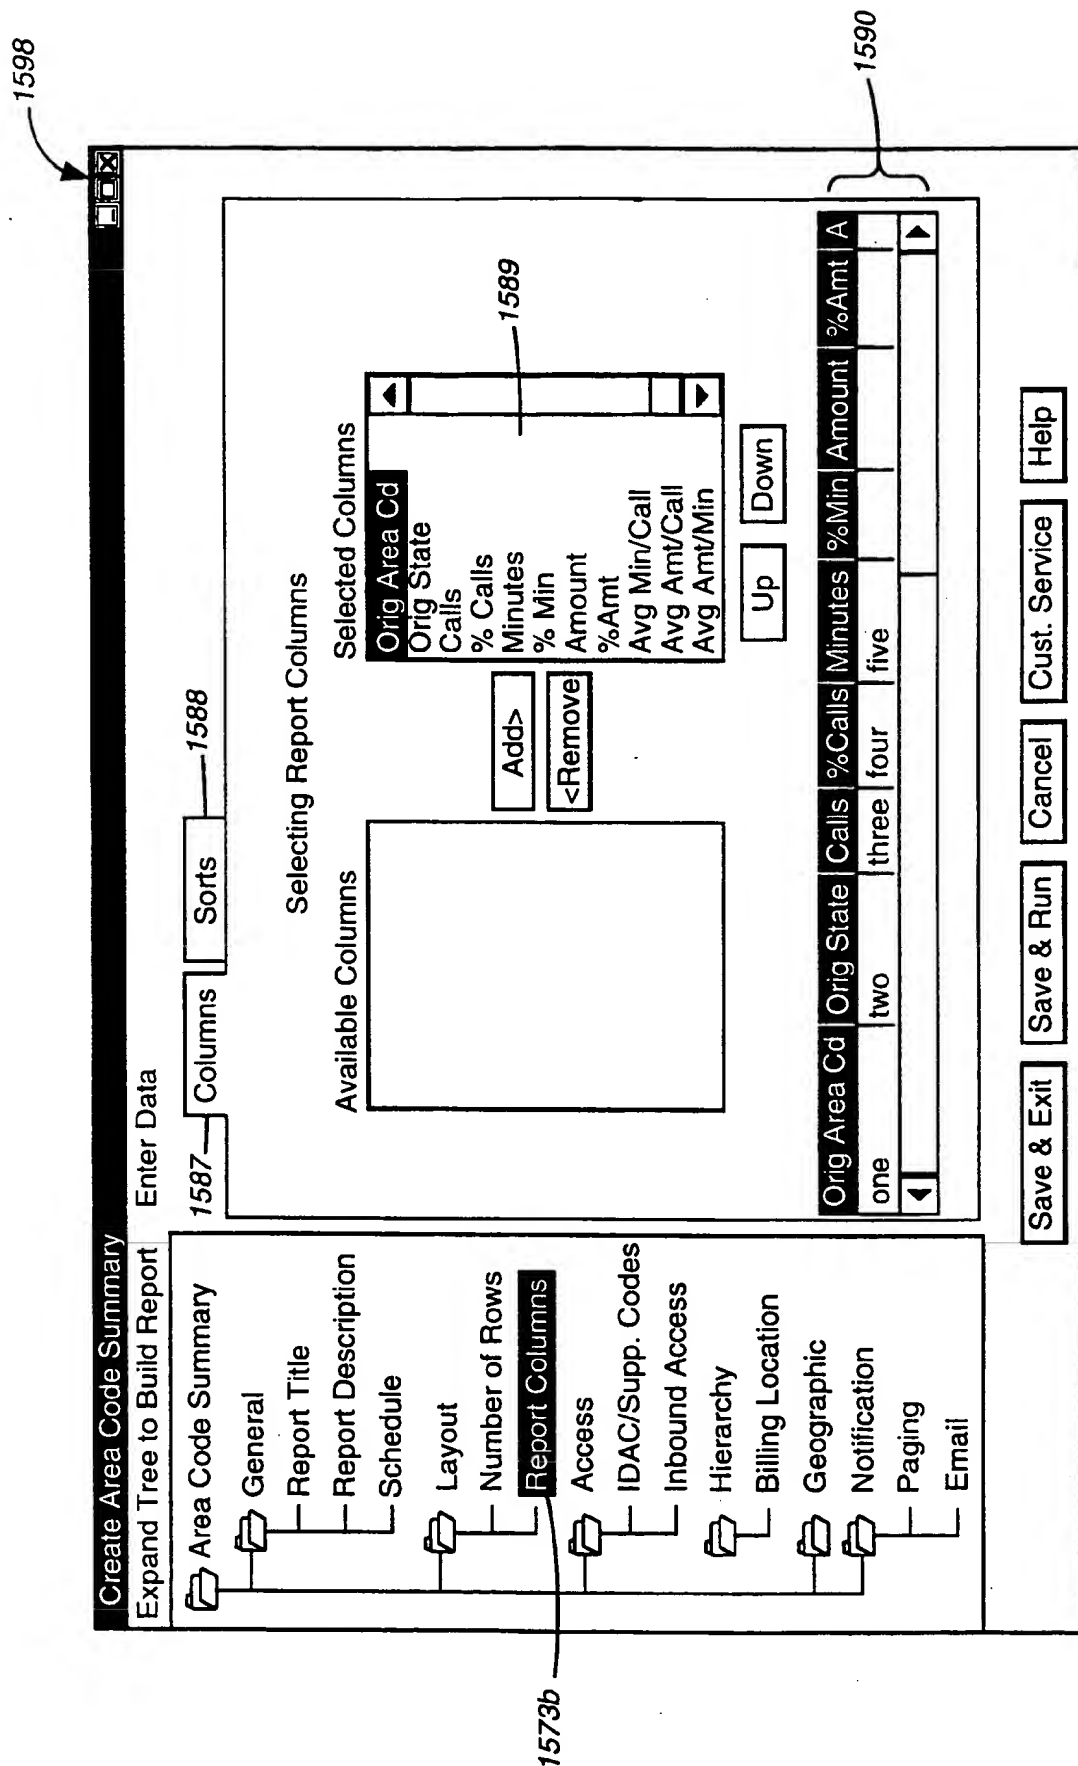 1598
Create Area Code Summary
Expand Tree to Build Report
Enter Data
Area Code Summary
General
Report Title
Report Description
Schedule
Layout
Number of Rows
Report Columns
Access
IDAC/Supp. Codes
Inbound Access
Hierarchy
Billing Location
Geographic
Notification
Paging
Email
1573b
1587
Columns
Sorts
1588
Selecting Report Columns
Available Columns
Add>
<Remove
Selected Columns
Orig Area Cd
Orig State
Calls
% Calls
Minutes
% Min
Amount
%Amt
Avg Min/Call
Avg Amt/Call
Avg Amt/Min
1589
Up
Down
Orig Area Cd Orig State Calls %Calls Minutes %Min Amount %Amt A
one two three four five
1590
Save & Exit
Save & Run
Cancel
Cust. Service
Help